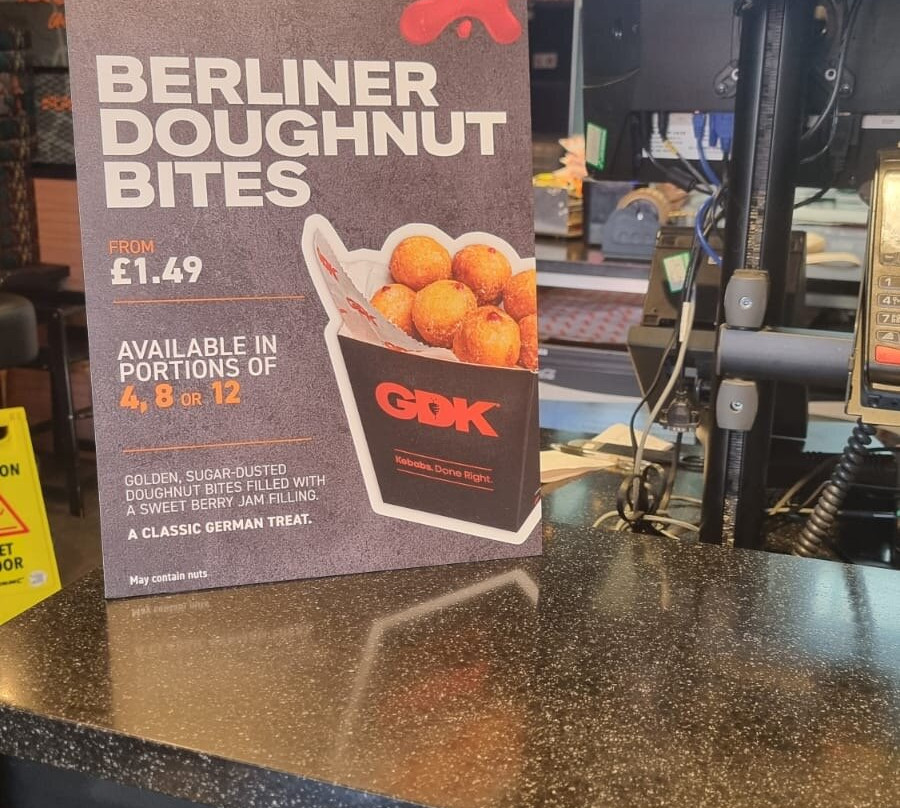 BERLINER
DOUGHNUT
BITES
FROM
£1.49
AVAILABLE IN
PORTIONS OF
4, 8 OR 12
GOLDEN, SUGAR-DUSTED
DOUGHNUT BITES FILLED WITH
A SWEET BERRY JAM FILLING.
A CLASSIC GERMAN TREAT.
May contain nuts
GDK
Kebabs. Done Right.